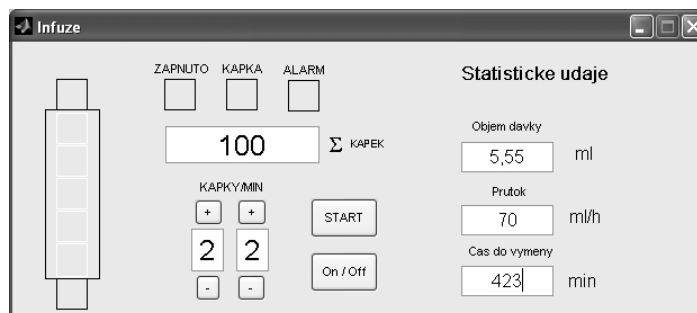 Infuze
ZAPNUTO KAPKA ALARM
100 Σ KAPEK
KAPKY/MIN
+ +
2 2
- -
START
On / Off
Statisticke udaje
Objem davky
5,55 ml
Prutok
70 ml/h
Cas do vymeny
423 min